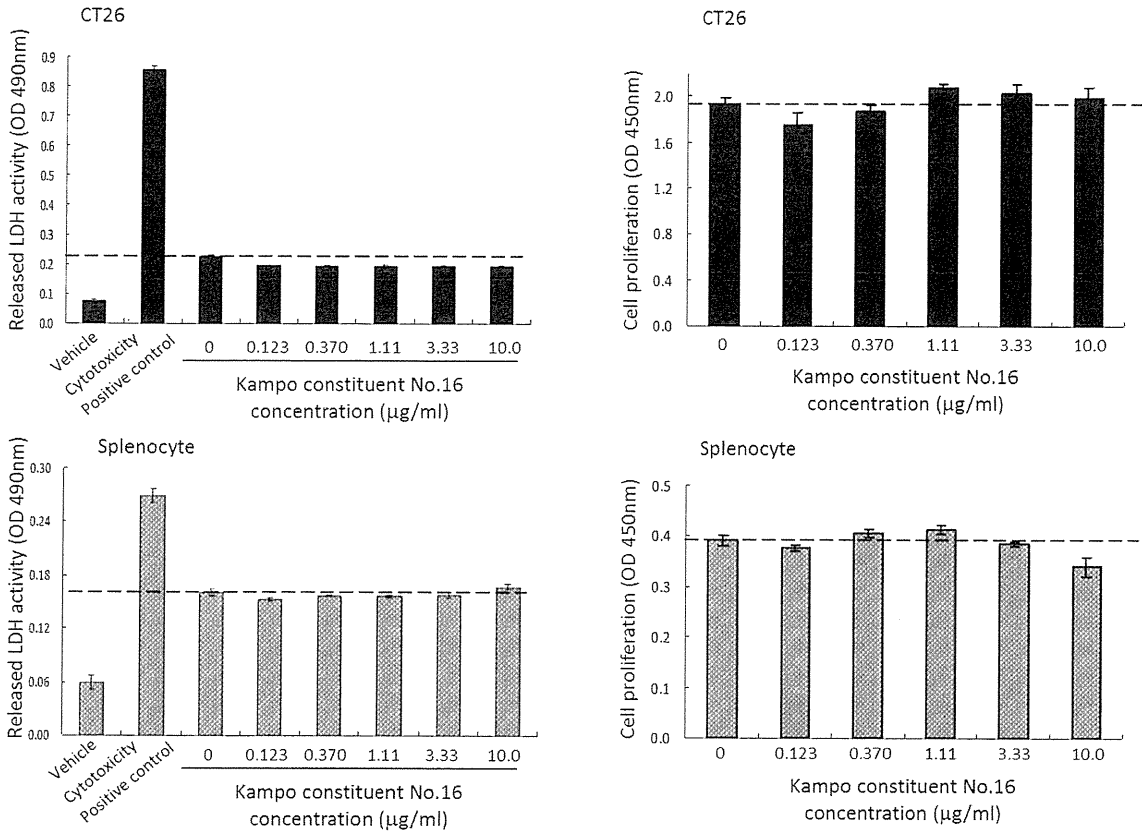 CT26
Released LDH activity (OD 490nm)
0.9
0.8
0.7
0.6
0.5
0.4
0.3
0.2
0.1
0.0
Vehicle
Cytotoxicity
Positive control
0 0.123 0.370 1.11 3.33 10.0
Kampo constituent No.16
concentration (μg/ml)
CT26
Cell proliferation (OD 450nm)
2.0
1.6
1.2
0.8
0.4
0.0
0 0.123 0.370 1.11 3.33 10.0
Kampo constituent No.16
concentration (μg/ml)
Splenocyte
Released LDH activity (OD 490nm)
0.30
0.24
0.18
0.12
0.06
0.00
Vehicle
Cytotoxicity
Positive control
0 0.123 0.370 1.11 3.33 10.0
Kampo constituent No.16
concentration (μg/ml)
Splenocyte
Cell proliferation (OD 450nm)
0.5
0.4
0.3
0.2
0.1
0.0
0 0.123 0.370 1.11 3.33 10.0
Kampo constituent No.16
concentration (μg/ml)